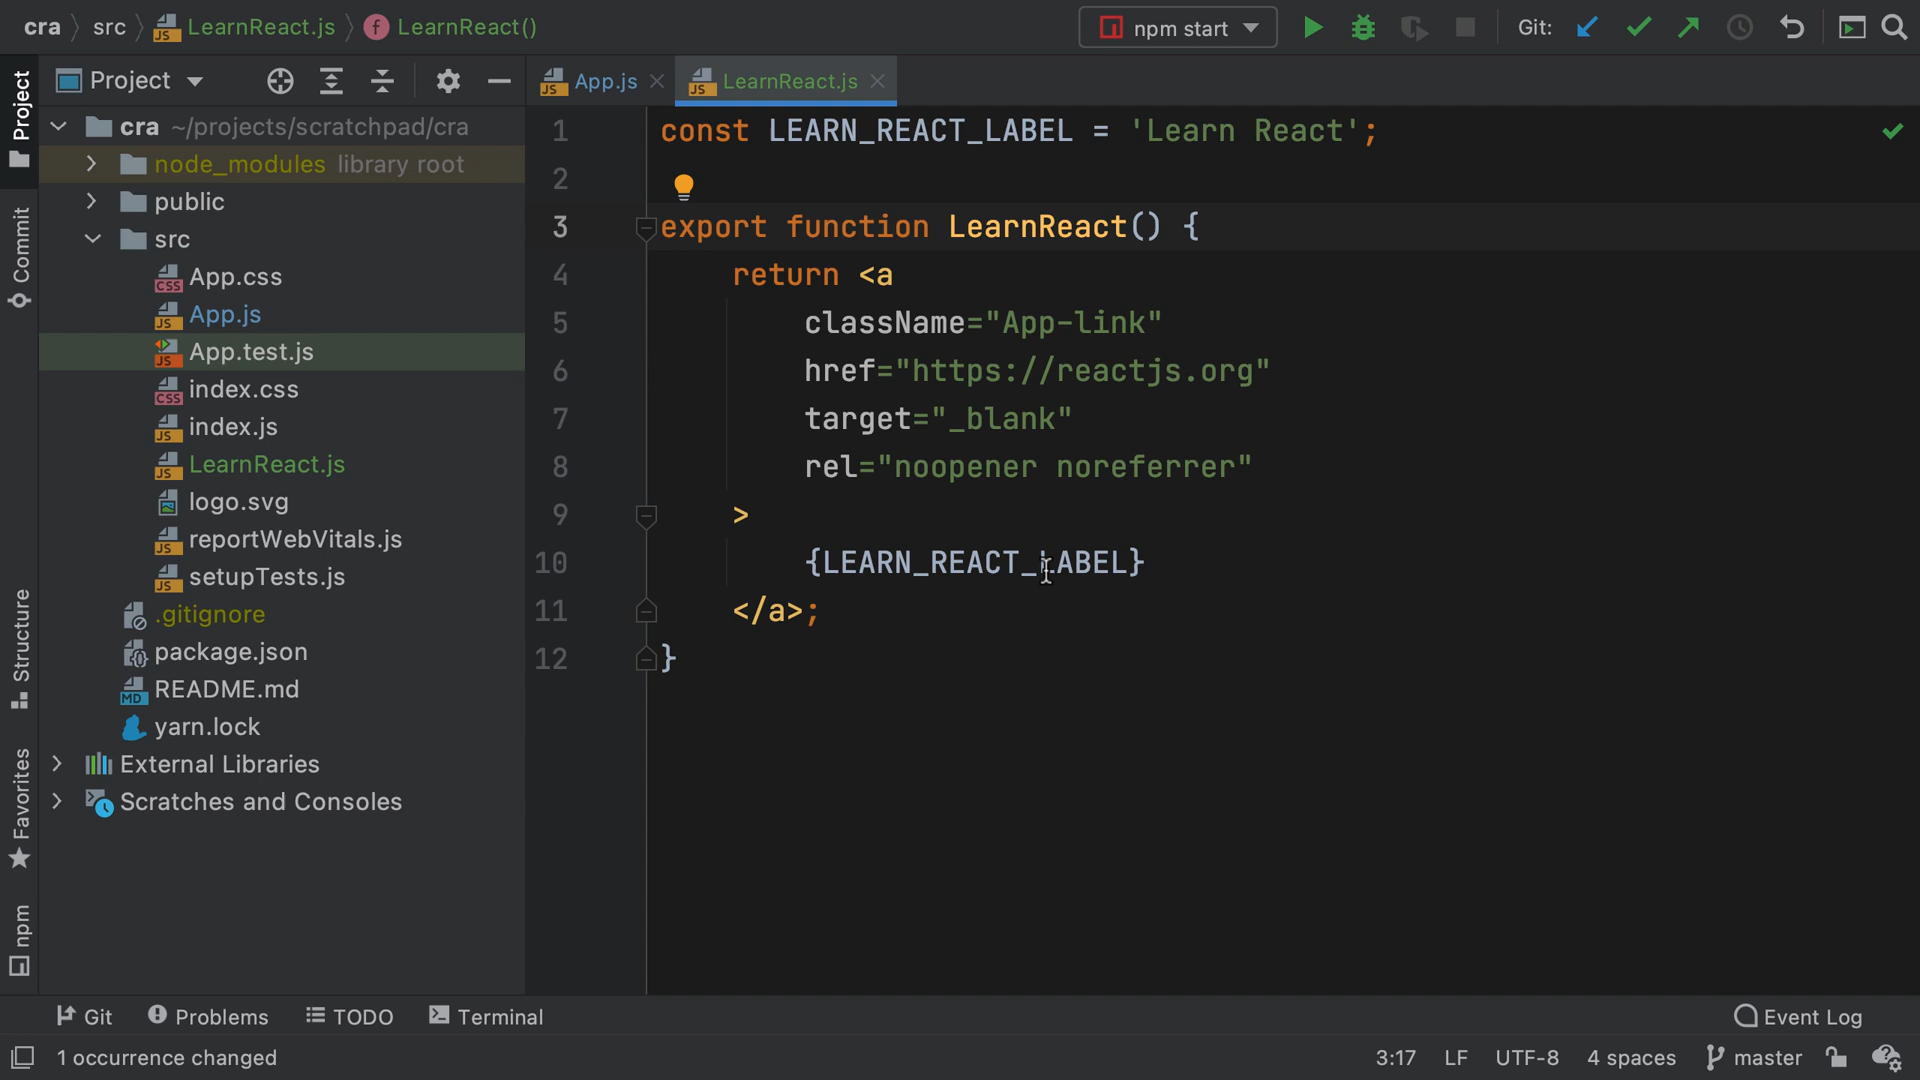 cra src LearnReact.js LearnReact()
npm start
Git:
Project
App.js
LearnReact.js
Project
Commit
Structure
Favorites
npm
cra ~/projects/scratchpad/cra
node_modules library root
public
src
App.css
App.js
App.test.js
index.css
index.js
LearnReact.js
logo.svg
reportWebVitals.js
setupTests.js
.gitignore
package.json
README.md
yarn.lock
External Libraries
Scratches and Consoles
1 const LEARN_REACT_LABEL = 'Learn React';
2
3 export function LearnReact() {
4 return <a
5 className="App-link"
6 href="https://reactjs.org"
7 target="_blank"
8 rel="noopener noreferrer"
9 >
10 {LEARN_REACT_LABEL}
11 </a>;
12 }
Git Problems TODO Terminal Event Log
1 occurrence changed 3:17 LF UTF-8 4 spaces master